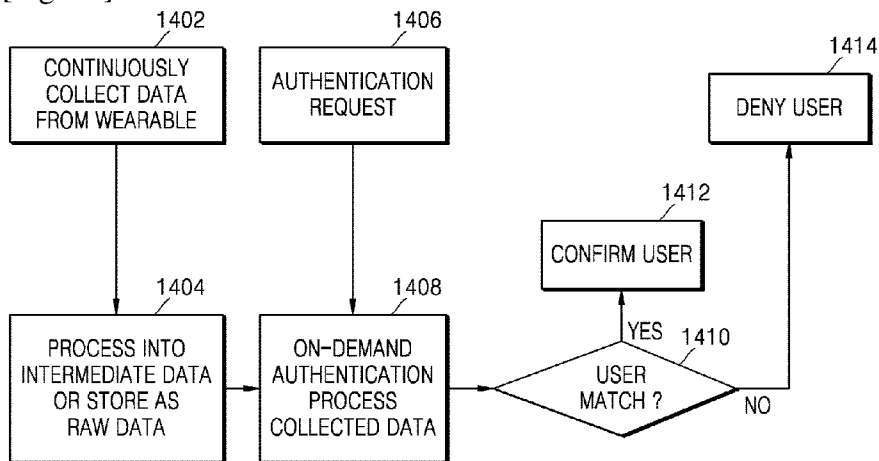 1402
CONTINUOUSLY
COLLECT DATA
FROM WEARABLE
1406
AUTHENTICATION
REQUEST
1414
DENY USER
1412
CONFIRM USER
1404
PROCESS INTO
INTERMEDIATE DATA
OR STORE AS
RAW DATA
1408
ON-DEMAND
AUTHENTICATION
PROCESS
COLLECTED DATA
YES
1410
USER
MATCH ?
NO